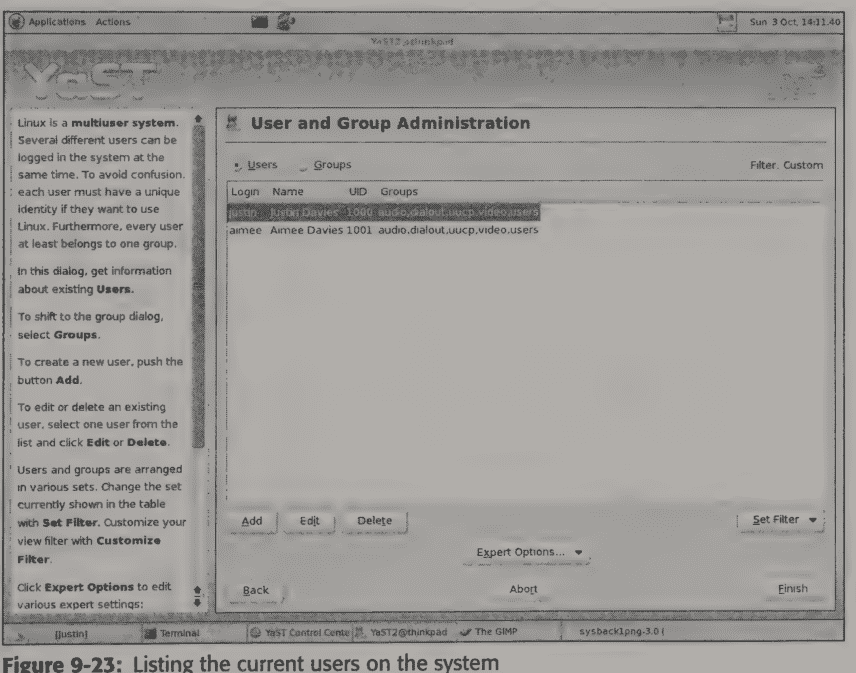 Applications Actions
Sun 3 Oct, 14:11.40
YaST2@thinkpad
YaST
Linux is a multiuser system.
Several different users can be
logged in the system at the
same time. To avoid confusion,
each user must have a unique
identity if they want to use
Linux. Furthermore, every user
at least belongs to one group.
In this dialog, get information
about existing Users.
To shift to the group dialog,
select Groups.
To create a new user, push the
button Add.
To edit or delete an existing
user, select one user from the
list and click Edit or Delete.
Users and groups are arranged
in various sets. Change the set
currently shown in the table
with Set Filter. Customize your
view filter with Customize
Filter.
Click Expert Options to edit
various expert settings:
User and Group Administration
Users Groups
Filter: Custom
Login Name UID Groups
justin Justin Davies 1000 audio,dialout,uucp,video,users
aimee Aimee Davies 1001 audio,dialout,uucp,video,users
Add Edit Delete
Set Filter
Expert Options...
Back Abort Finish
[Justin] Terminal YaST Control Cente YaST2@thinkpad The GIMP sysback1png-3.0 (
Figure 9-23: Listing the current users on the system